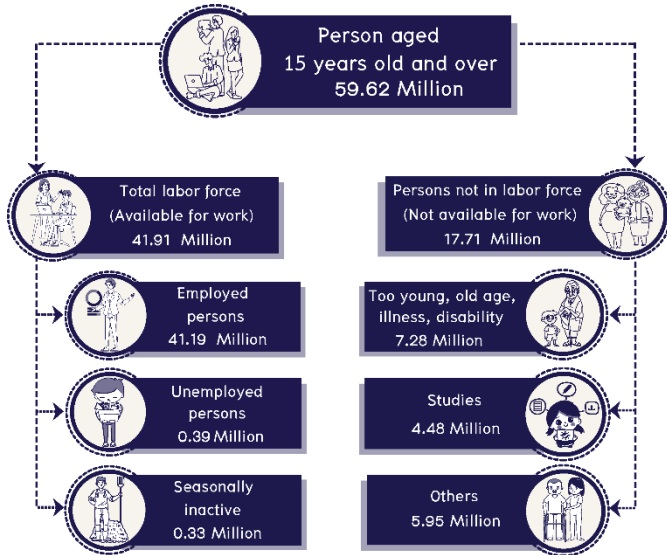 Person aged
15 years old and over
59.62 Million
Total labor force
(Available for work)
41.91 Million
Persons not in labor force
(Not available for work)
17.71 Million
Employed
persons
41.19 Million
Too young, old age,
illness, disability
7.28 Million
Unemployed
persons
0.39 Million
Studies
4.48 Million
Seasonally
inactive
0.33 Million
Others
5.95 Million